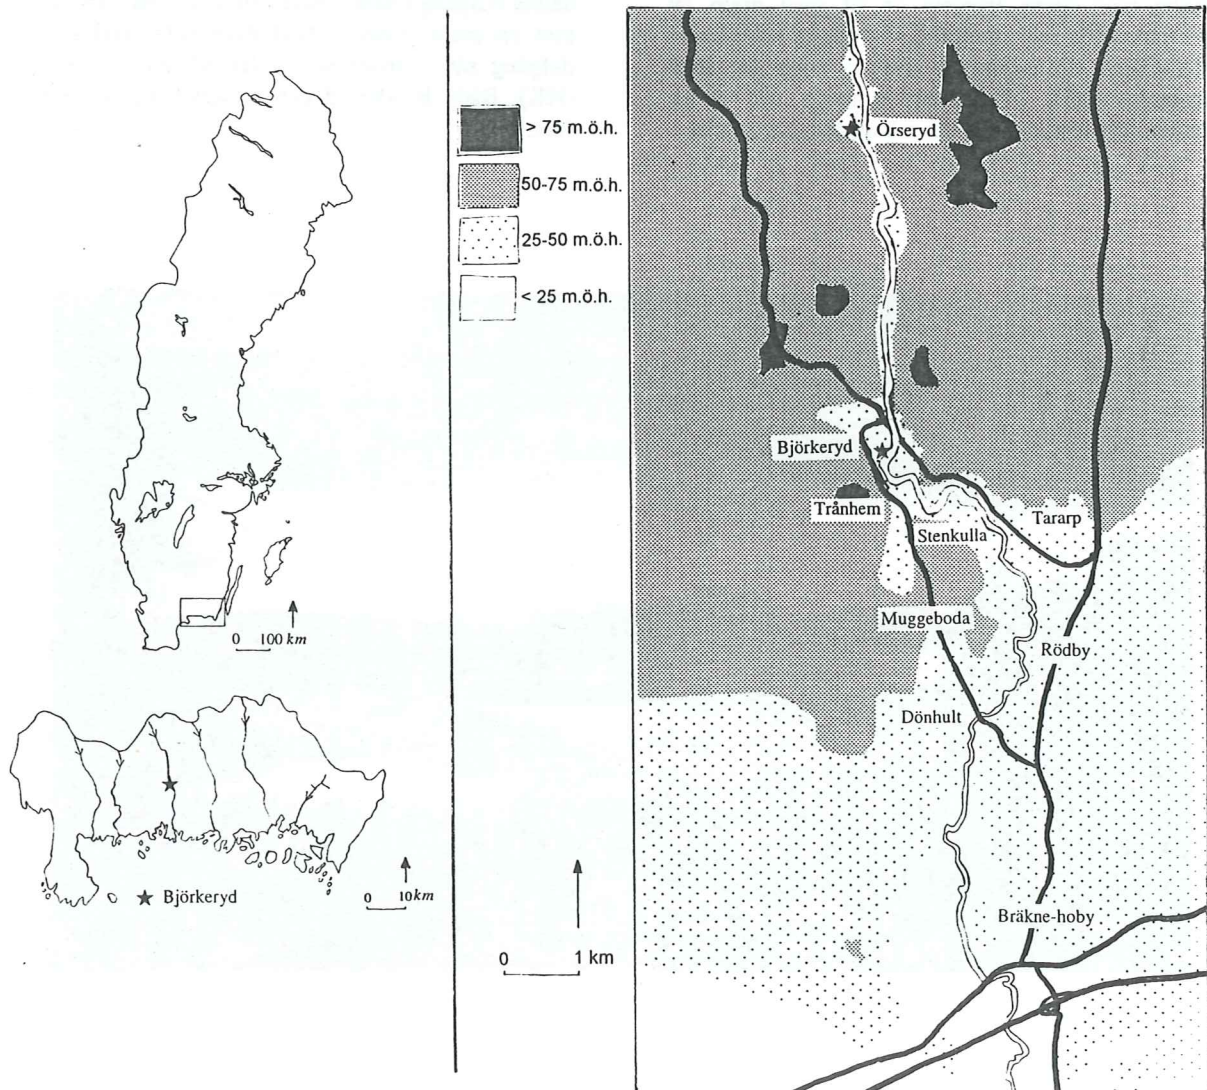 > 75 m.ö.h.
50-75 m.ö.h.
25-50 m.ö.h.
< 25 m.ö.h.
0 100 km
★ Björkeryd
0 10 km
0 1 km
Örseryd
Björkeryd
Trånhem
Stenkulla
Tararp
Muggeboda
Rödby
Dönhult
Bräkne-hoby